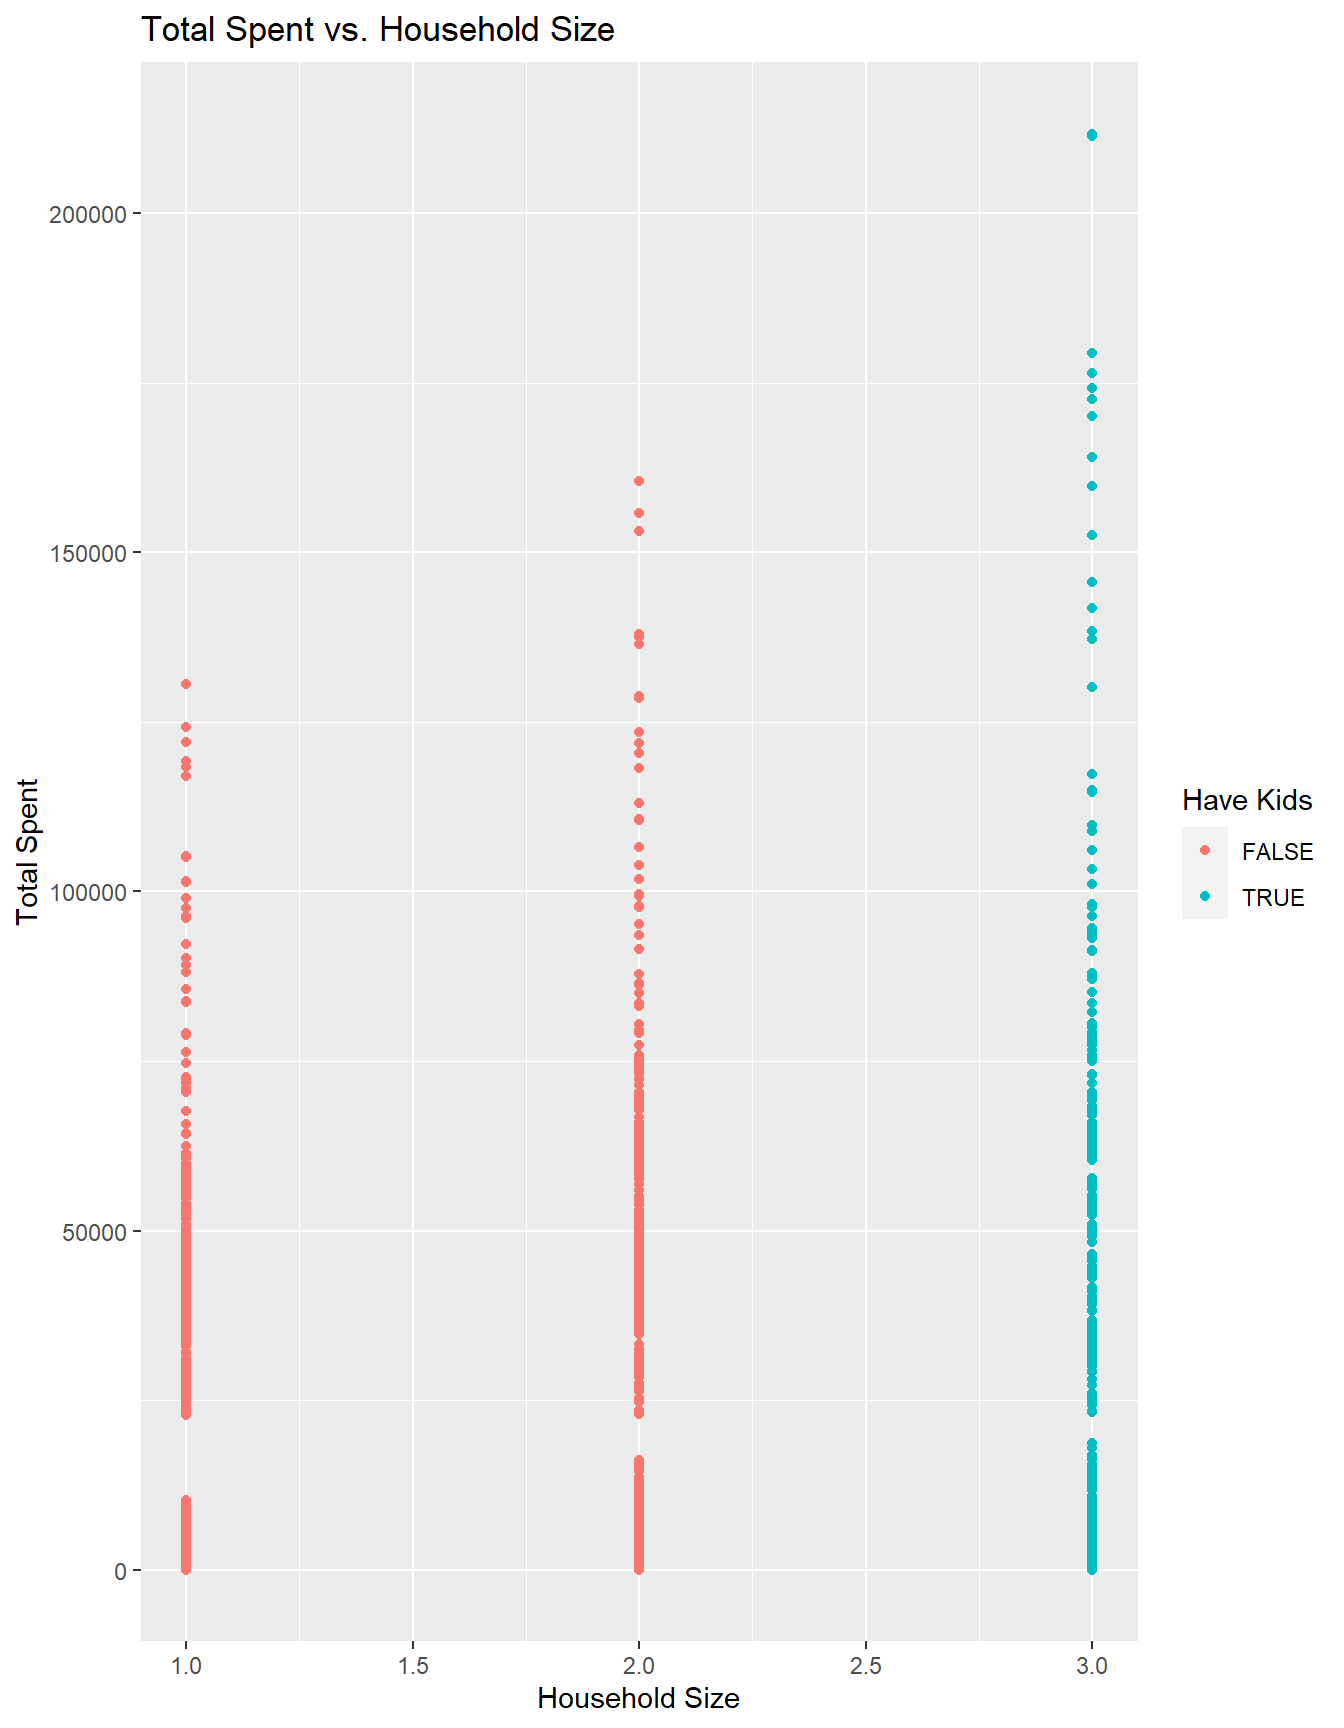 Total Spent vs. Household Size
200000
150000
100000
50000
0
Total Spent
1.0 1.5 2.0 2.5 3.0
Household Size
Have Kids
FALSE
TRUE